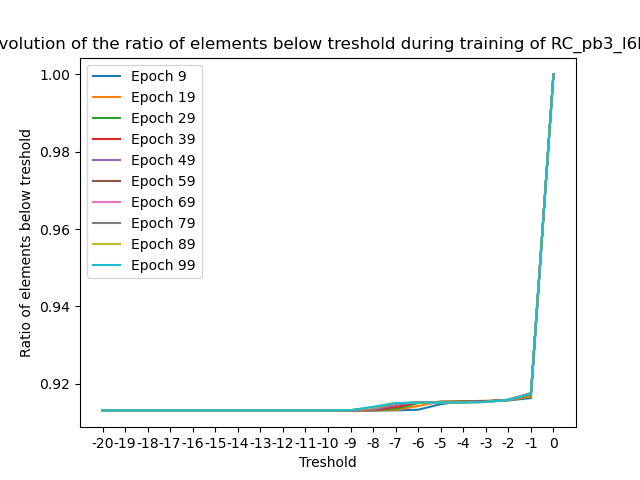 volution of the ratio of elements below treshold during training of RC_pb3_l6
1.00
0.98
0.96
0.94
0.92
Ratio of elements below treshold
Epoch 9
Epoch 19
Epoch 29
Epoch 39
Epoch 49
Epoch 59
Epoch 69
Epoch 79
Epoch 89
Epoch 99
-20 -19 -18 -17 -16 -15 -14 -13 -12 -11 -10 -9 -8 -7 -6 -5 -4 -3 -2 -1 0
Treshold